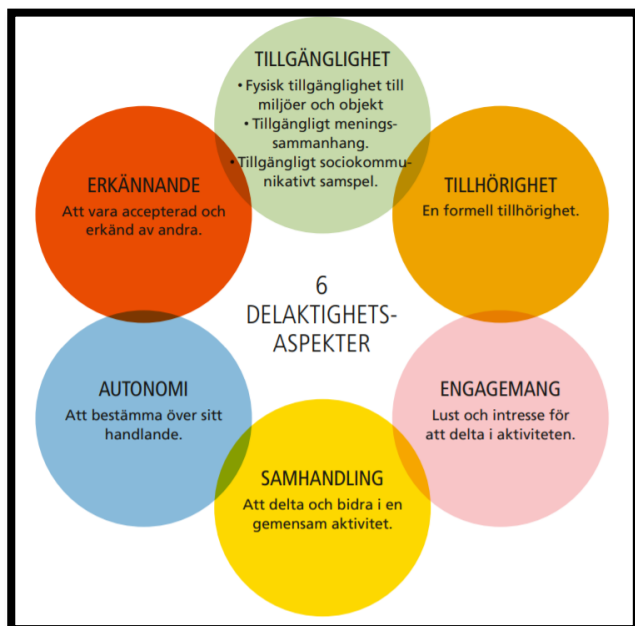 TILLGÄNGLIGHET
• Fysisk tillgänglighet till
miljöer och objekt
• Tillgängligt menings-
sammanhang.
• Tillgängligt sociokommu-
nikativt samspel.
TILLHÖRIGHET
En formell tillhörighet.
ENGAGEMANG
Lust och intresse för
att delta i aktiviteten.
SAMHANDLING
Att delta och bidra i en
gemensam aktivitet.
AUTONOMI
Att bestämma över sitt
handlande.
ERKÄNNANDE
Att vara accepterad och
erkänd av andra.
6
DELAKTIGHETS-
ASPEKTER